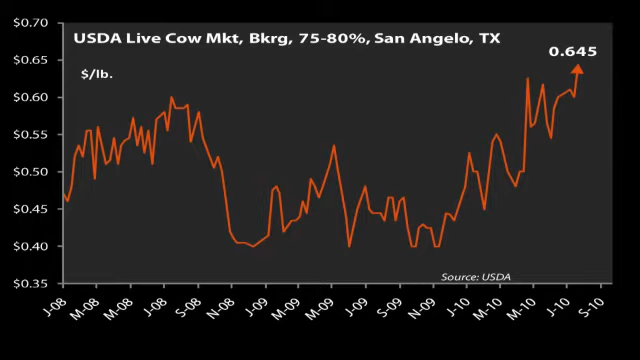 $0.70
USDA Live Cow Mkt, Bkrg, 75-80%, San Angelo, TX
0.645
$0.65
$/lb.
$0.60
$0.55
$0.50
$0.45
$0.40
Source: USDA
$0.35
J-08 M-08 M-08 J-08 S-08 N-08 J-09 M-09 M-09 J-09 S-09 N-09 J-10 M-10 M-10 J-10 S-10